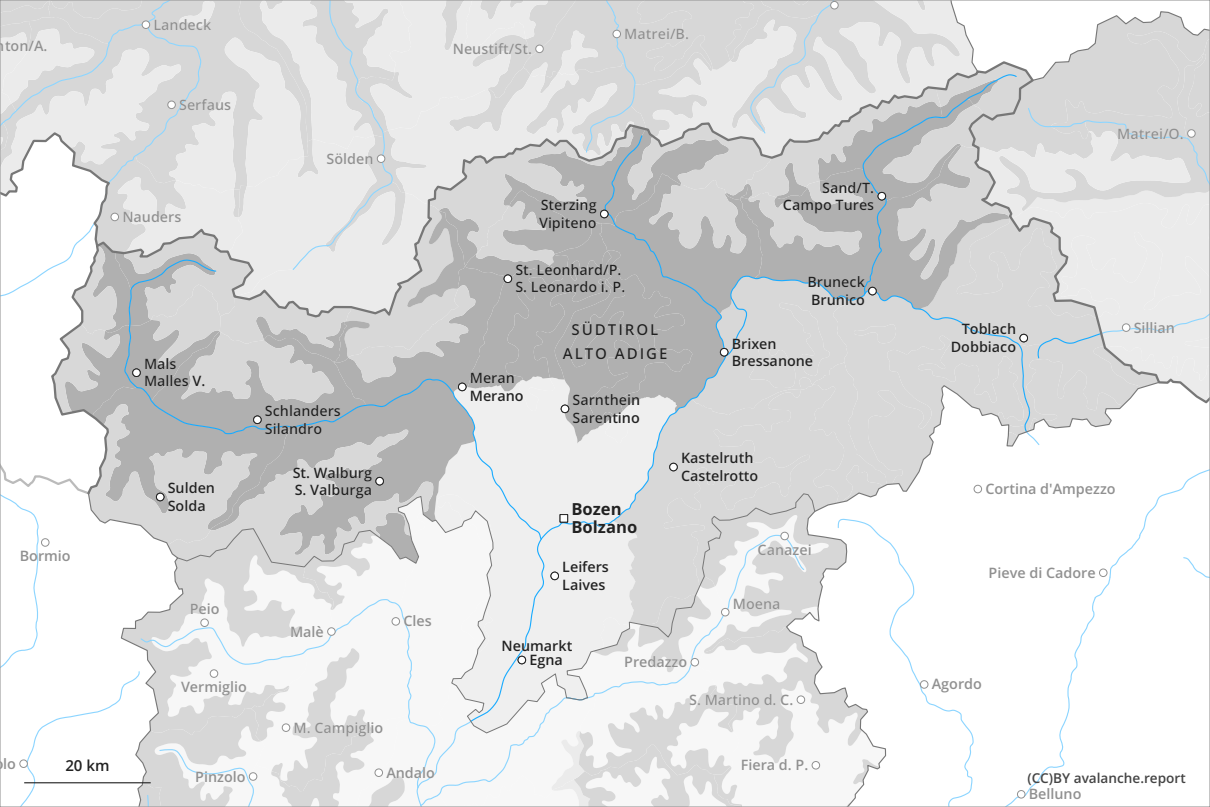 Landeck
nton/A.
Neustift/St.
Matrei/B.
Serfaus
Matrei/O.
Sölden
Sand/T.
Campo Tures
Sterzing
Vipiteno
Nauders
St. Leonhard/P.
S. Leonardo i. P.
Bruneck
Brunico
SÜDTIROL
ALTO ADIGE
Toblach
Dobbiaco
Sillian
Brixen
Bressanone
Mals
Malles V.
Meran
Merano
Sarnthein
Sarentino
Schlanders
Silandro
Kastelruth
Castelrotto
St. Walburg
S. Valburga
Sulden
Solda
Cortina d'Ampezzo
Bozen
Bolzano
Bormio
Canazei
Leifers
Laives
Pieve di Cadore
Peio
Moena
Malè
Cles
Neumarkt
Egna
Predazzo
Vermiglio
Agordo
S. Martino d. C.
M. Campiglio
20 km
olo
Pinzolo
Andalo
Fiera d. P.
(CC)BY avalanche.report
Belluno